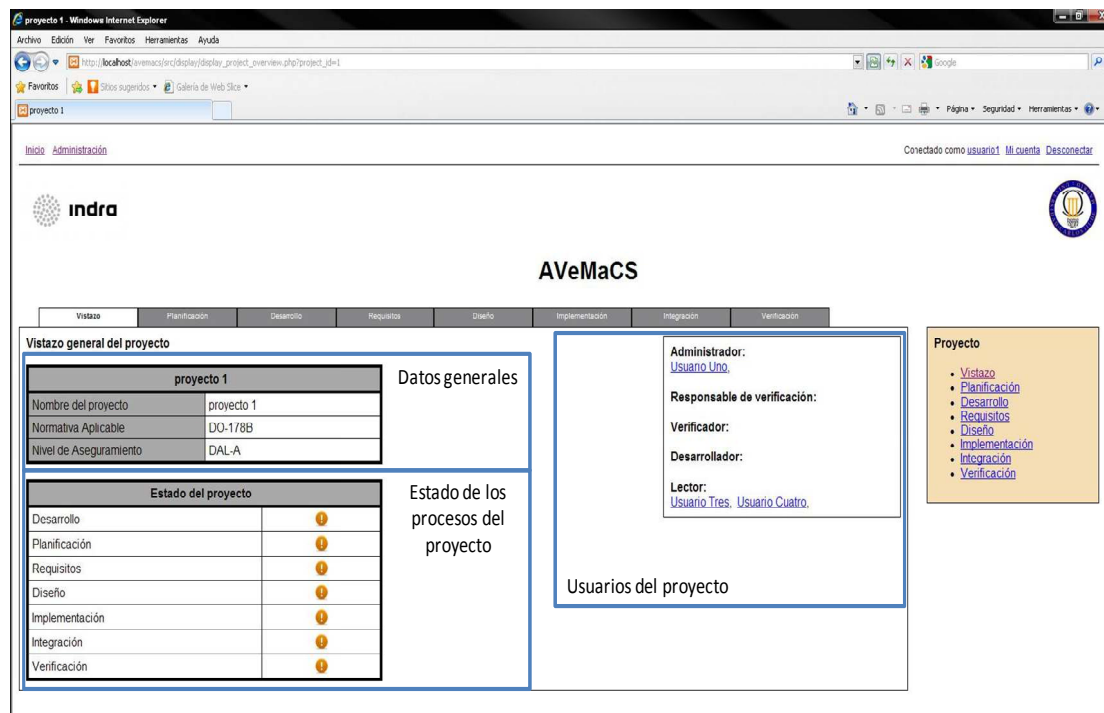 proyecto 1 - Windows Internet Explorer
Archivo Edición Ver Favoritos Herramientas Ayuda
http://localhost/avemacs/src/display/display_project_overview.php?project_id=1
Google
Favoritos Sitios sugeridos Galería de Web Slice
proyecto 1
Página Seguridad Herramientas
Inicio Administración
Conectado como usuario1 Mi cuenta Desconectar
indra
AVeMaCS
Vistazo Planificación Desarrollo Requisitos Diseño Implementación Integración Verificación
Vistazo general del proyecto
proyecto 1
Nombre del proyecto proyecto 1
Normativa Aplicable DO-178B
Nivel de Aseguramiento DAL-A
Datos generales
Estado del proyecto
Desarrollo
Planificación
Requisitos
Diseño
Implementación
Integración
Verificación
Estado de los
procesos del
proyecto
Administrador:
Usuario Uno,
Responsable de verificación:
Verificador:
Desarrollador:
Lector:
Usuario Tres, Usuario Cuatro,
Usuarios del proyecto
Proyecto
Vistazo
Planificación
Desarrollo
Requisitos
Diseño
Implementación
Integración
Verificación